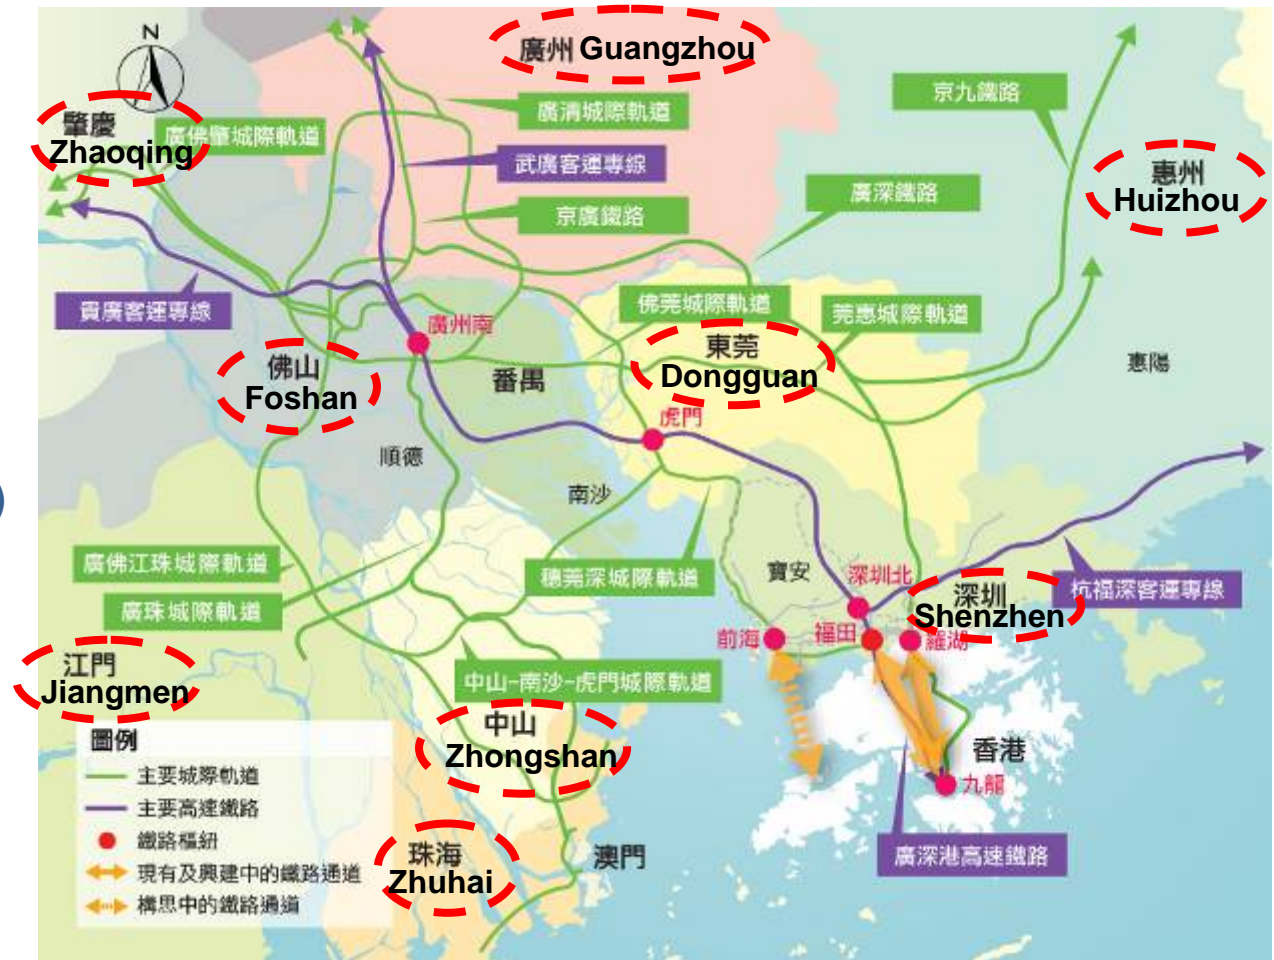 N
廣州 Guangzhou
京九鐵路
廣清城際軌道
肇慶
Zhaoqing
廣佛肇城際軌道
武廣客運專線
惠州
Huizhou
廣深鐵路
京廣鐵路
貴廣客運專線
佛莞城際軌道
莞惠城際軌道
廣州南
東莞
Dongguan
佛山
Foshan
番禺
惠陽
虎門
順德
南沙
廣佛江珠城際軌道
穗莞深城際軌道
寶安
深圳北
深圳
Shenzhen
杭福深客運專線
廣珠城際軌道
前海
福田
羅湖
江門
Jiangmen
中山-南沙-虎門城際軌道
中山
Zhongshan
香港
九龍
圖例
主要城際軌道
主要高速鐵路
鐵路樞紐
現有及興建中的鐵路通道
構思中的鐵路通道
珠海
Zhuhai
澳門
廣深港高速鐵路